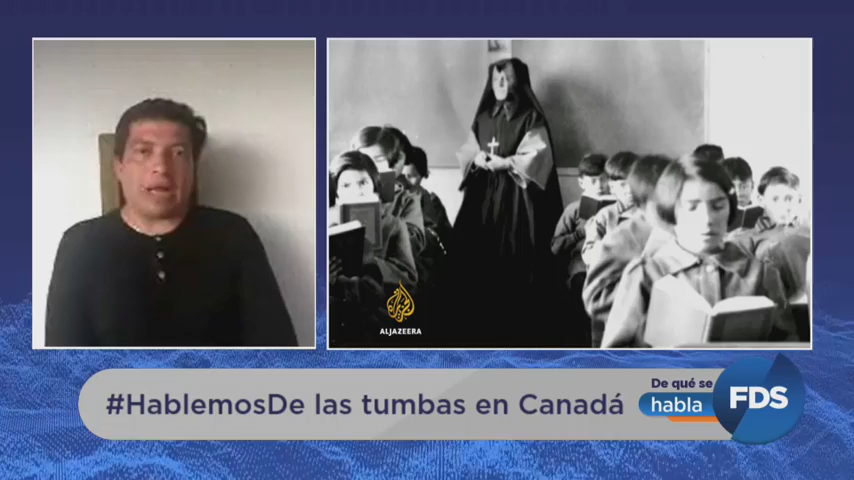 ALJAZEERA
#HablemosDe las tumbas en Canadá
De qué se
habla
FDS